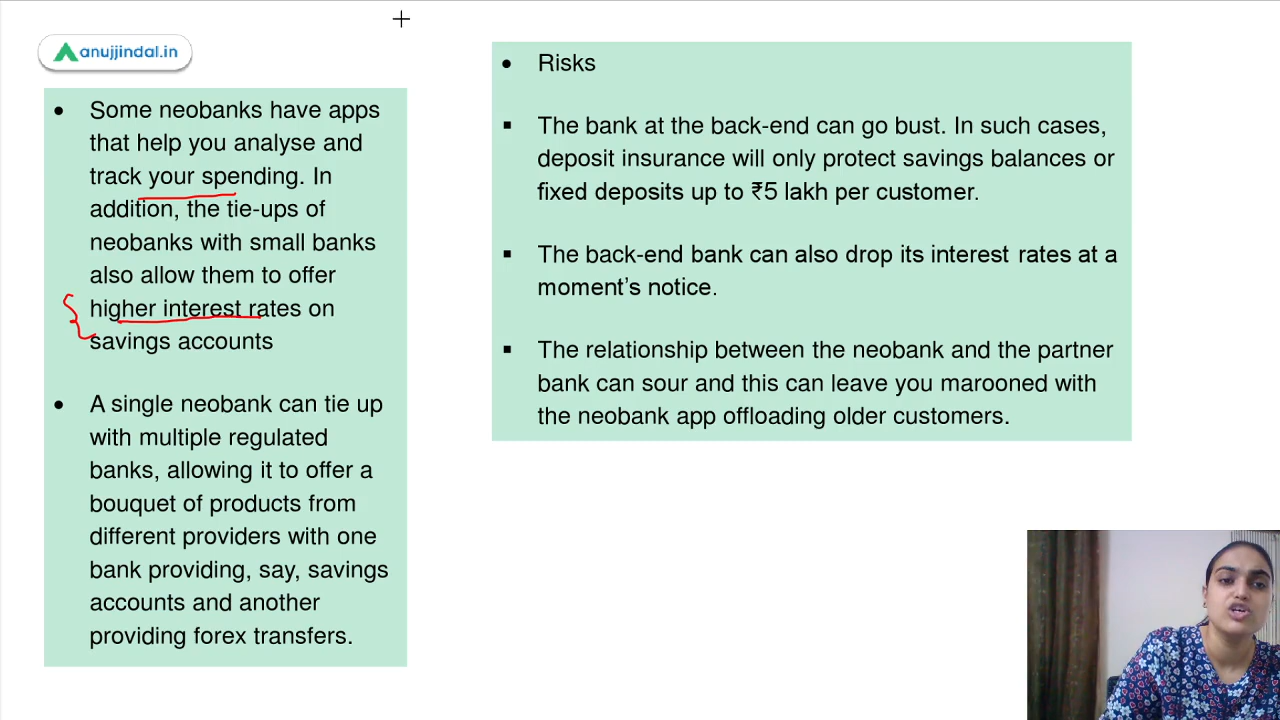 anujjindal.in
• Some neobanks have apps
that help you analyse and
track your spending. In
addition, the tie-ups of
neobanks with small banks
also allow them to offer
higher interest rates on
savings accounts
• A single neobank can tie up
with multiple regulated
banks, allowing it to offer a
bouquet of products from
different providers with one
bank providing, say, savings
accounts and another
providing forex transfers.
• Risks
▪ The bank at the back-end can go bust. In such cases,
deposit insurance will only protect savings balances or
fixed deposits up to ₹5 lakh per customer.
▪ The back-end bank can also drop its interest rates at a
moment’s notice.
▪ The relationship between the neobank and the partner
bank can sour and this can leave you marooned with
the neobank app offloading older customers.